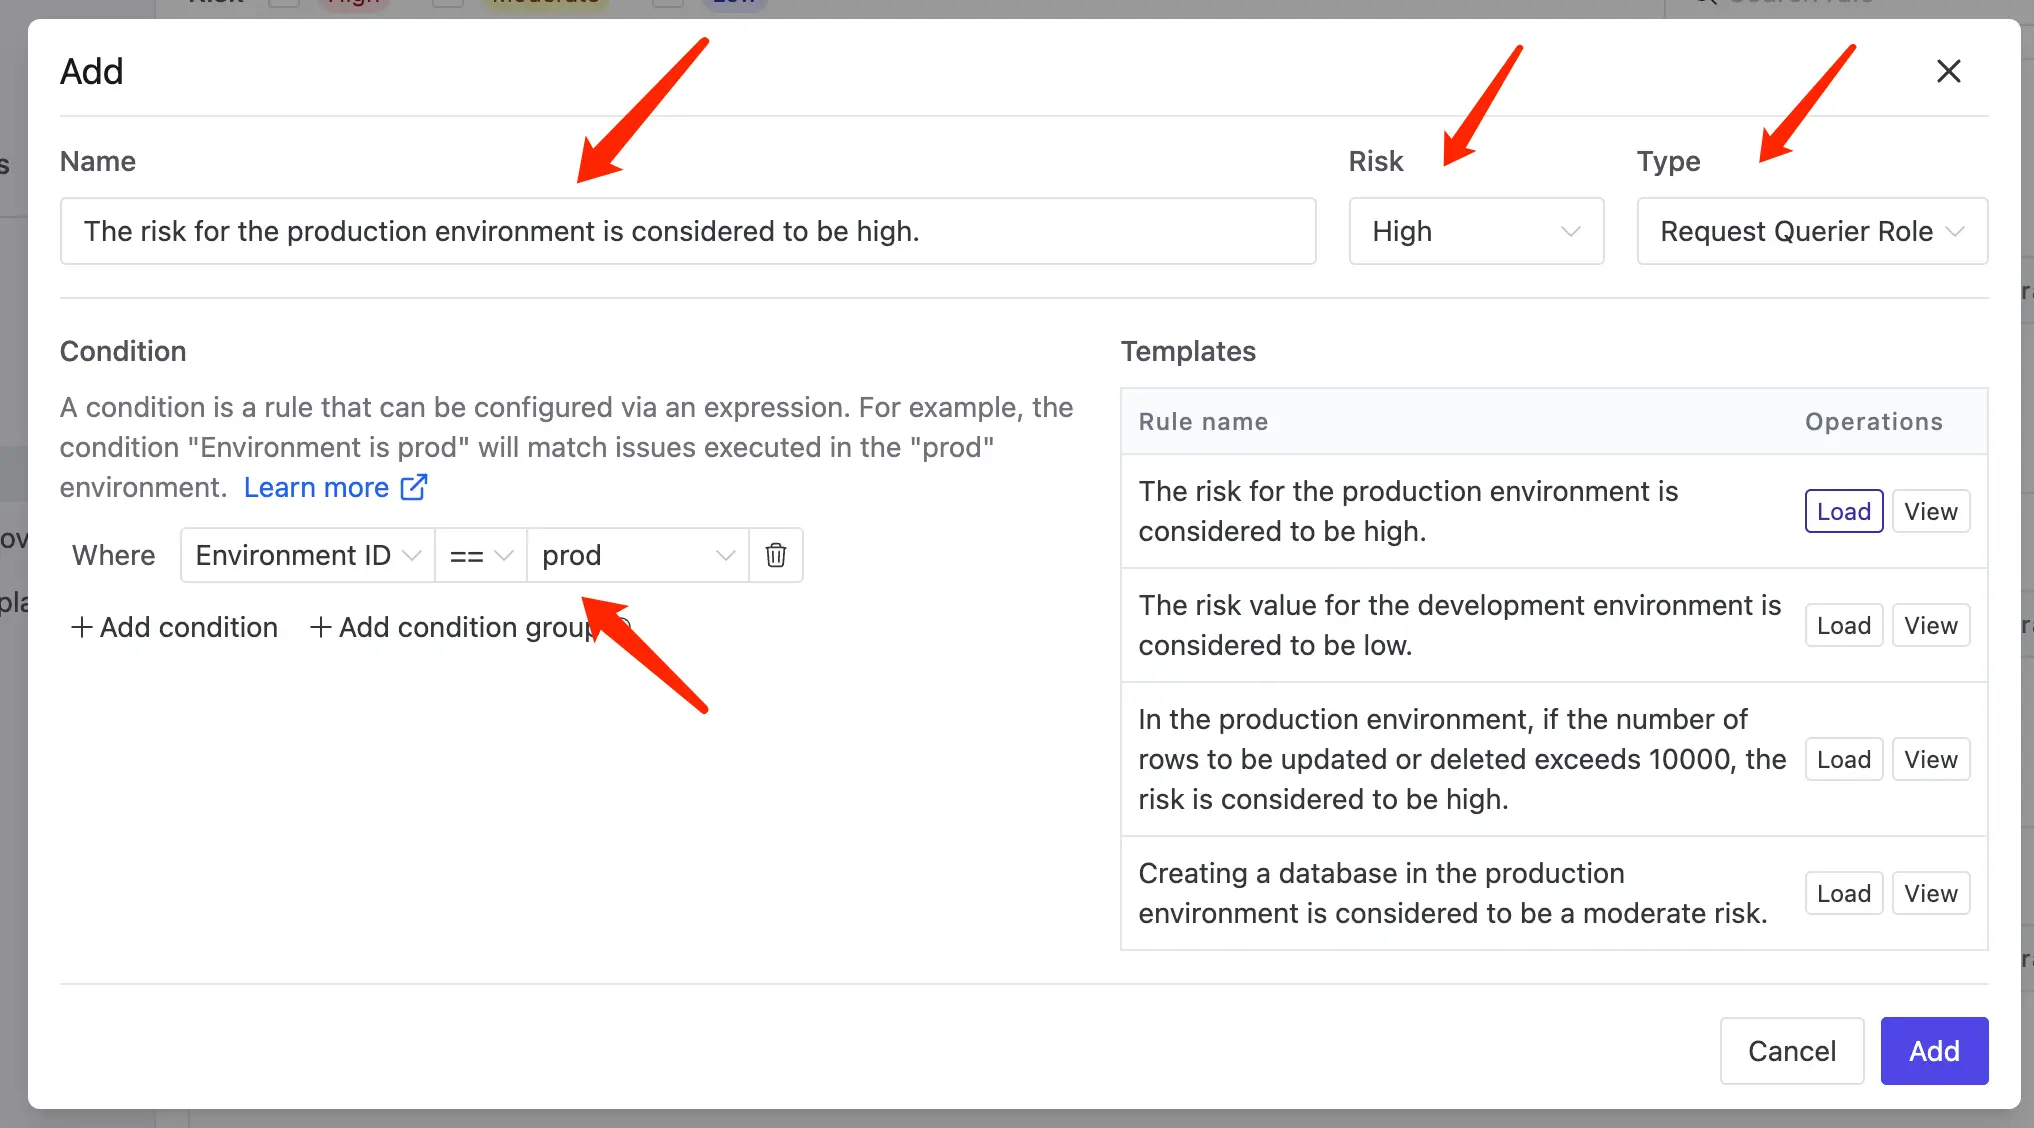 Risk High Moderate Low Search rule
Add
Name Risk Type
The risk for the production environment is considered to be high. High Request Querier Role
Condition
A condition is a rule that can be configured via an expression. For example, the
condition "Environment is prod" will match issues executed in the "prod"
environment. Learn more
Where Environment ID == prod
+ Add condition + Add condition group
Templates
Rule name Operations
The risk for the production environment is
considered to be high.
Load View
The risk value for the development environment is
considered to be low.
Load View
In the production environment, if the number of
rows to be updated or deleted exceeds 10000, the
risk is considered to be high.
Load View
Creating a database in the production
environment is considered to be a moderate risk.
Load View
Cancel Add